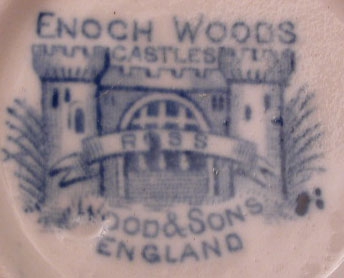 ENOCH WOODS
CASTLES
ROSS
WOOD & SONS
ENGLAND